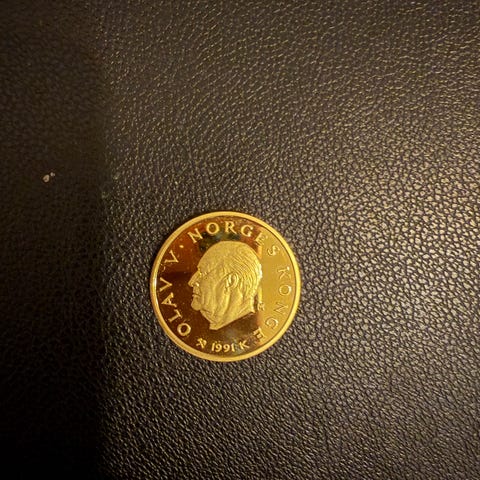 OLAV V · NORGES KONGE
⚒ 1991 K